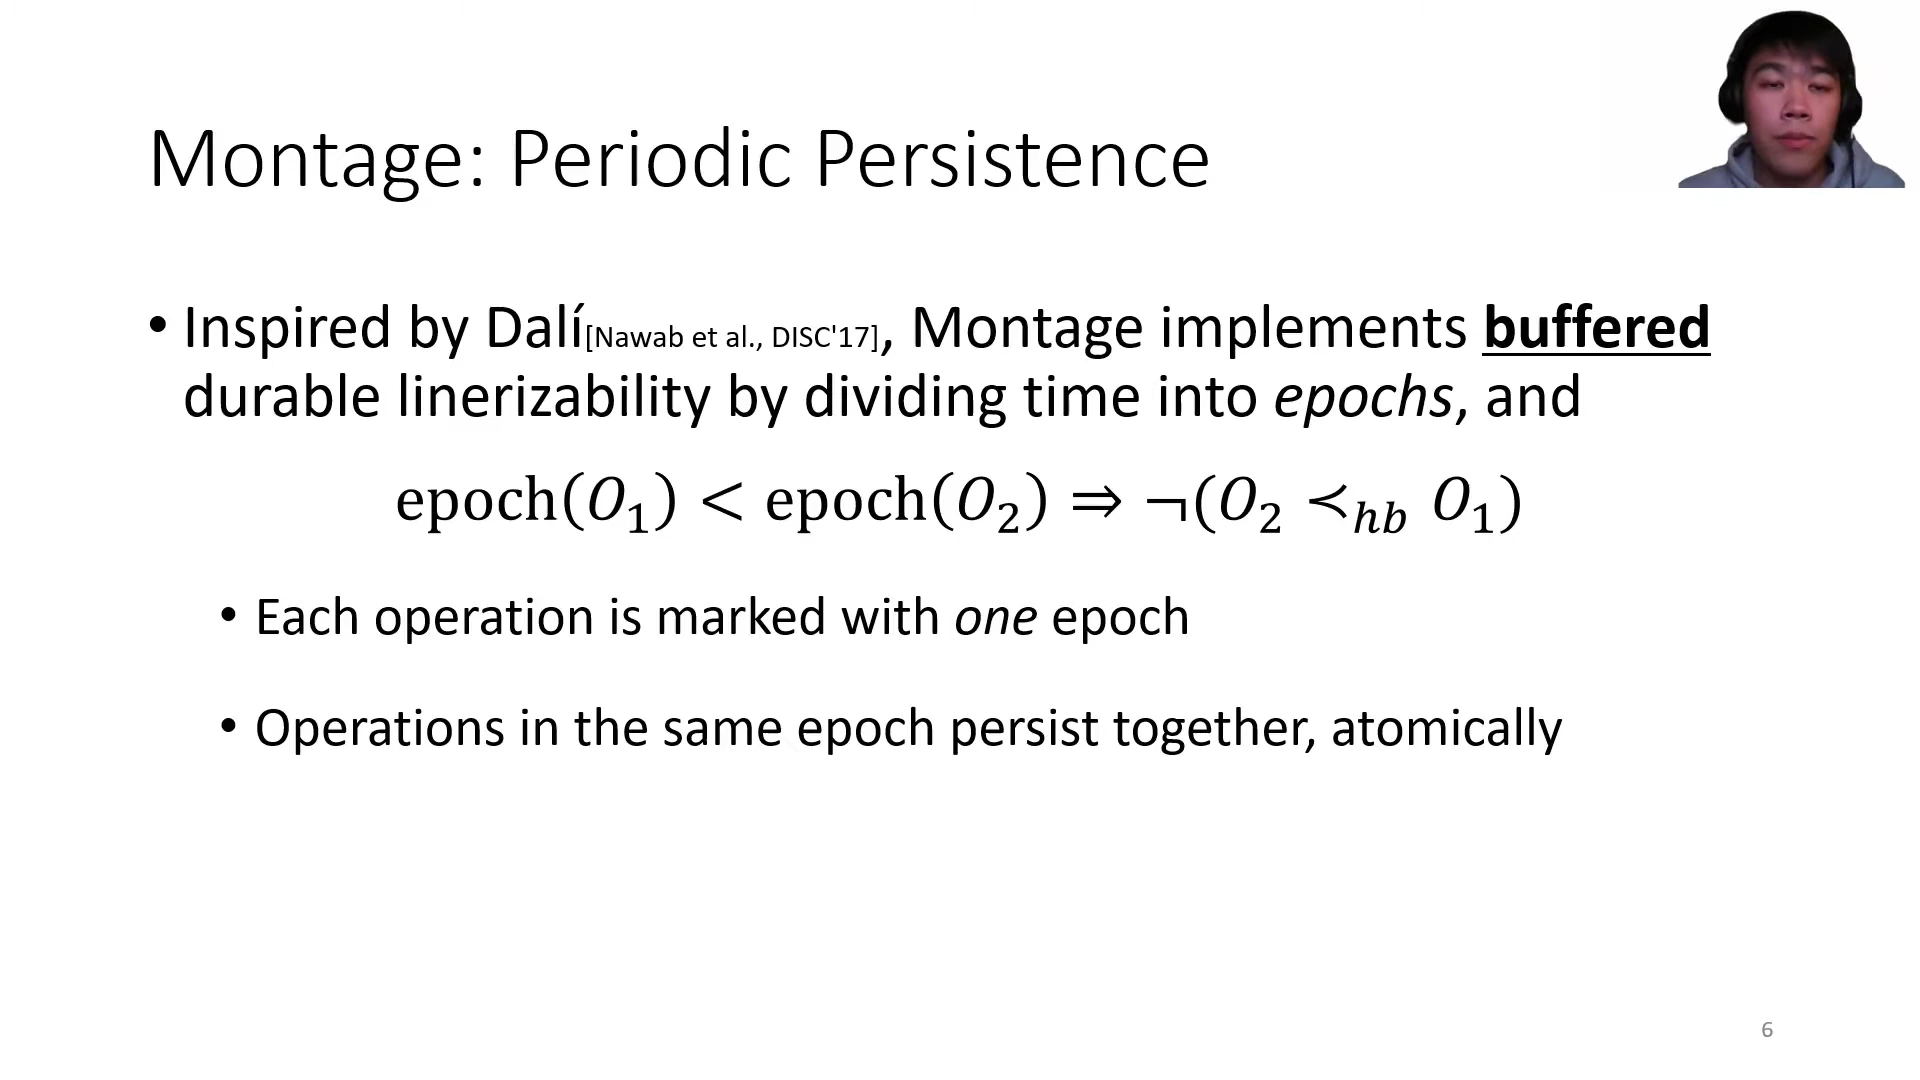 Montage: Periodic Persistence
• Inspired by Dalí[Nawab et al., DISC'17], Montage implements buffered
durable linerizability by dividing time into epochs, and
epoch(O₁) < epoch(O₂) ⇒ ¬(O₂ ≺_hb O₁)
• Each operation is marked with one epoch
• Operations in the same epoch persist together, atomically
6